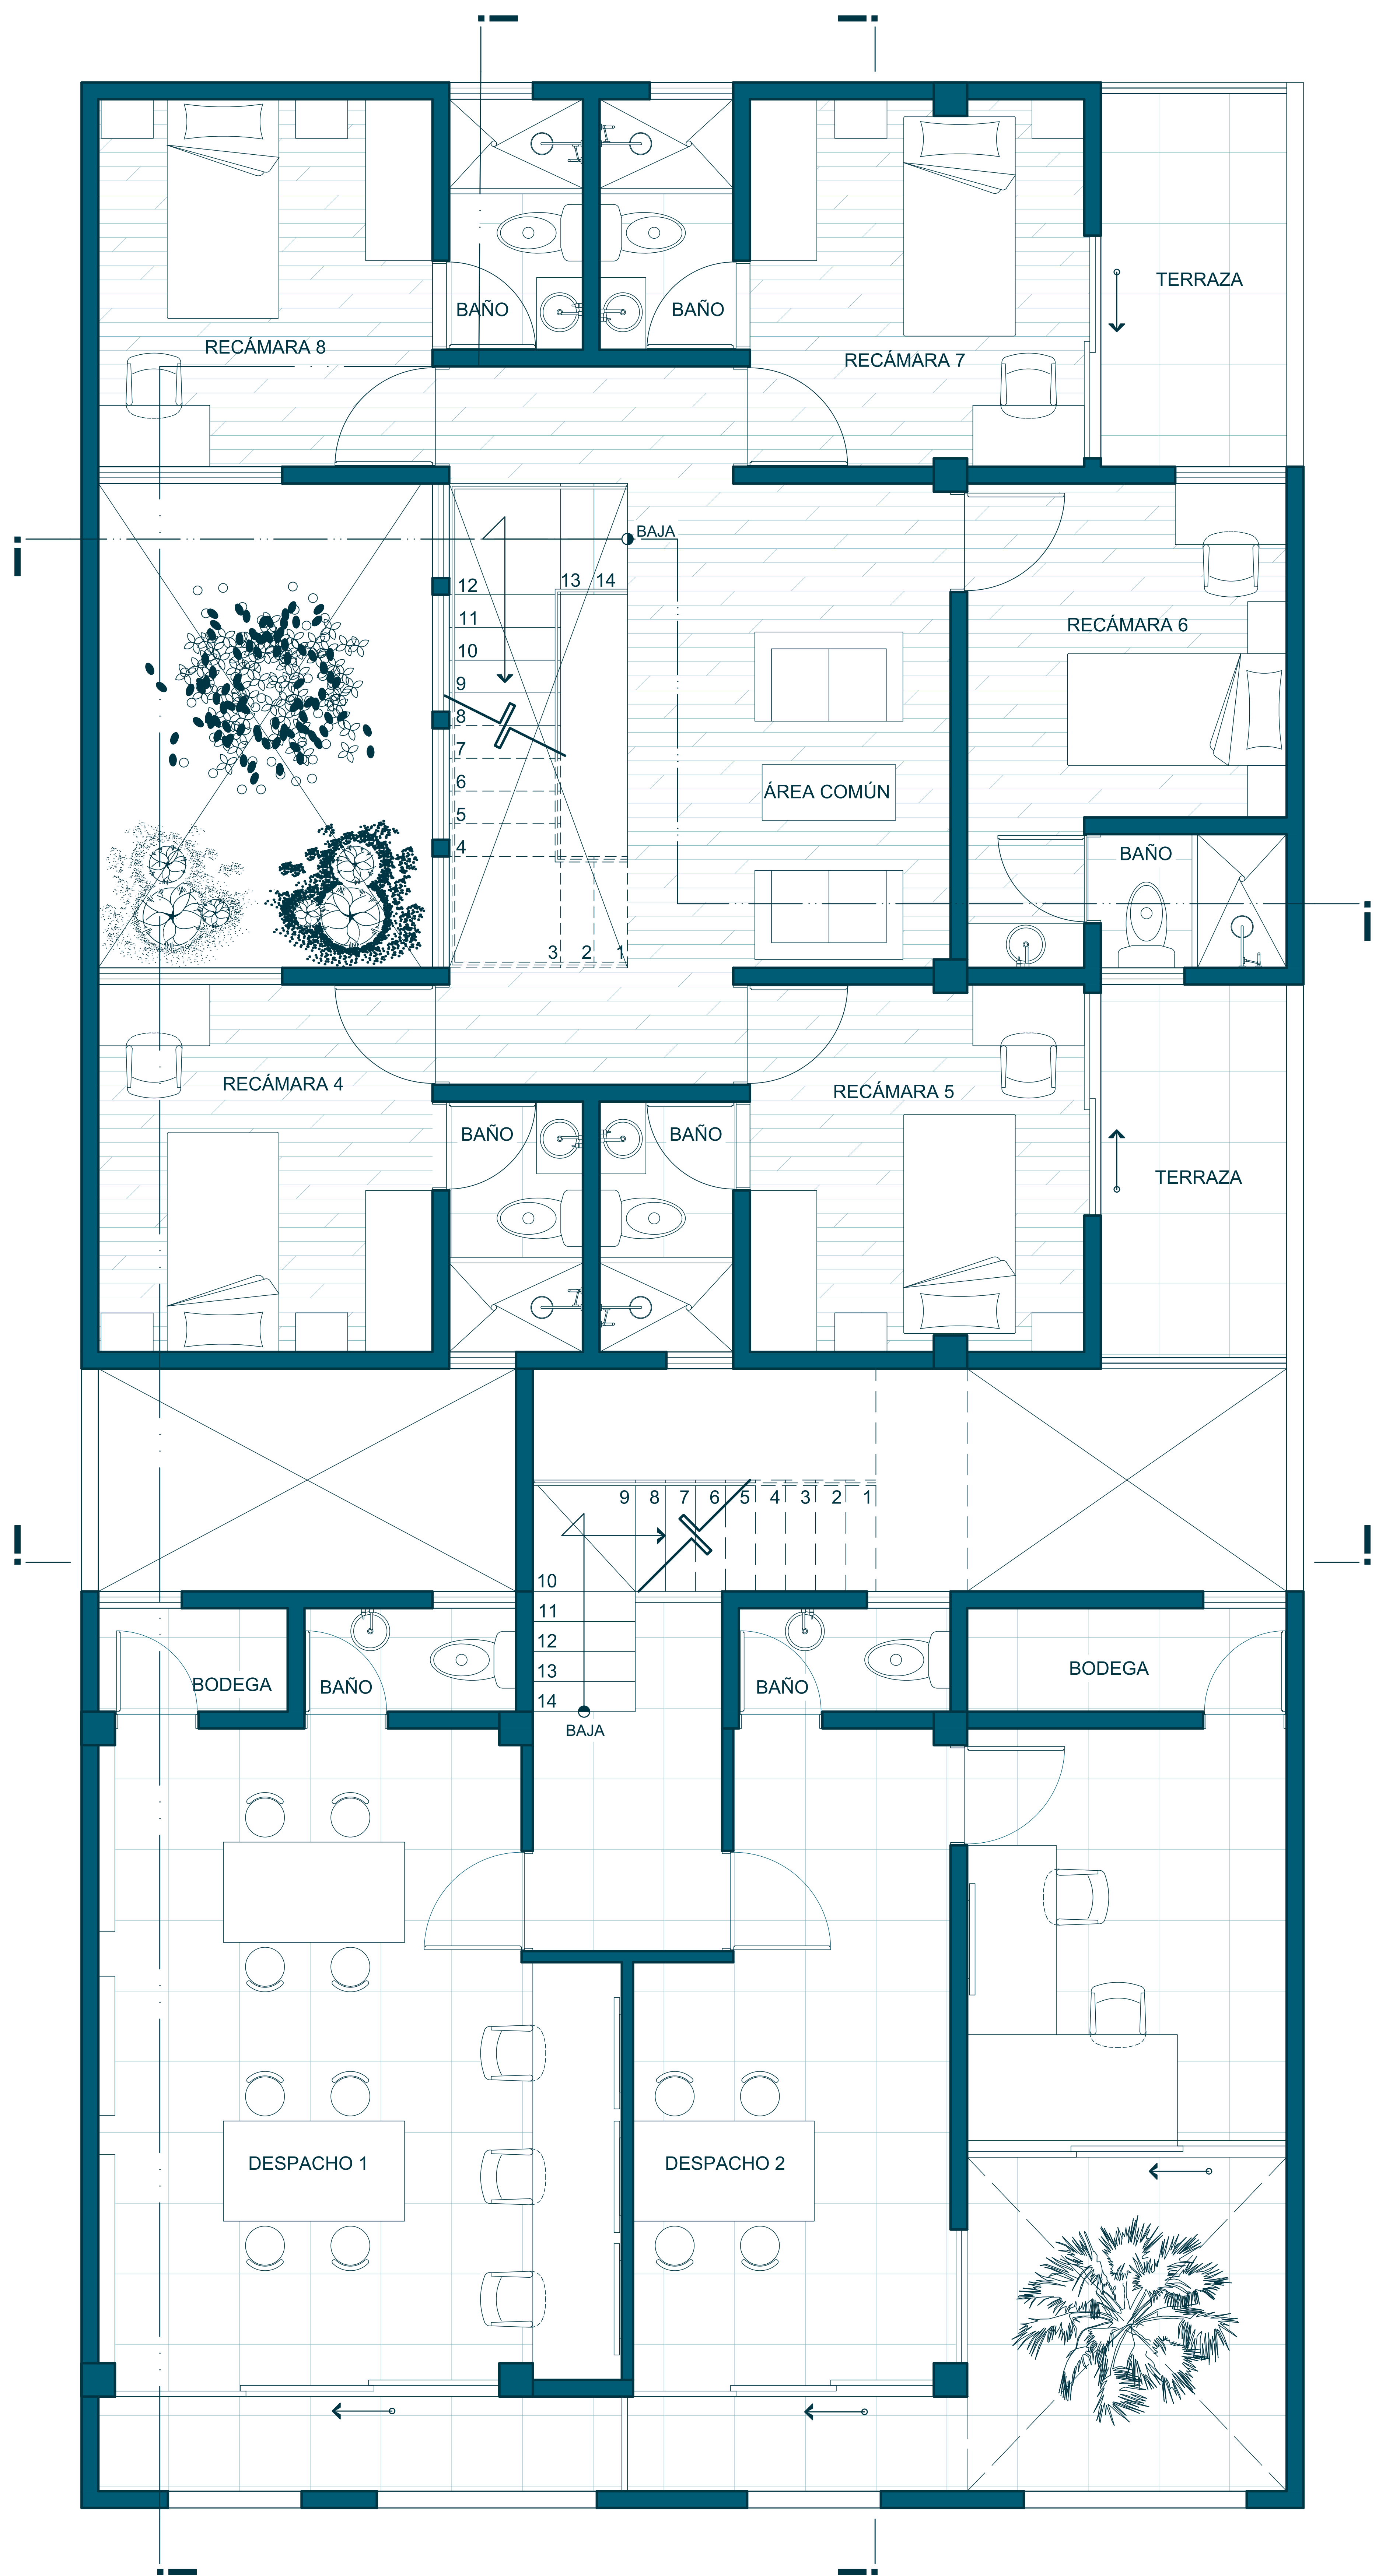 BAÑO
BAÑO
TERRAZA
RECÁMARA 8
RECÁMARA 7
BAJA
13 14
12
11
10
9
8
7
6
5
4
3 2 1
RECÁMARA 6
ÁREA COMÚN
BAÑO
RECÁMARA 4
RECÁMARA 5
BAÑO
BAÑO
TERRAZA
9 8 7 6 5 4 3 2 1
10
11
12
13
14
BAJA
BODEGA
BAÑO
BAÑO
BODEGA
DESPACHO 1
DESPACHO 2